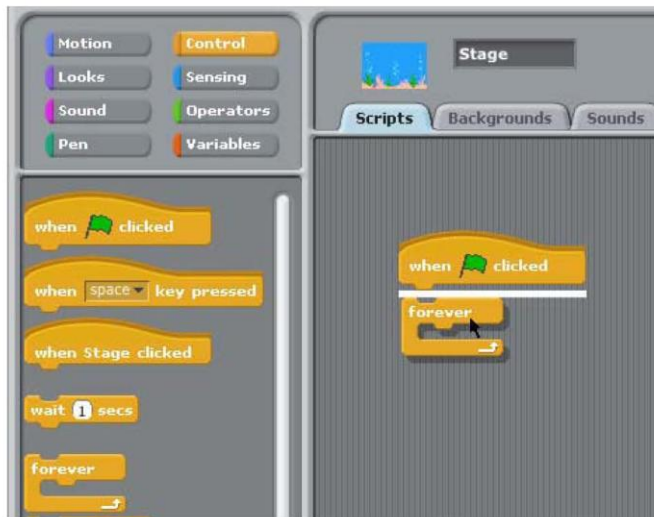 Motion Control
Looks Sensing
Sound Operators
Pen Variables
when clicked
when space key pressed
when Stage clicked
wait 1 secs
forever
Stage
Scripts Backgrounds Sounds
when clicked
forever